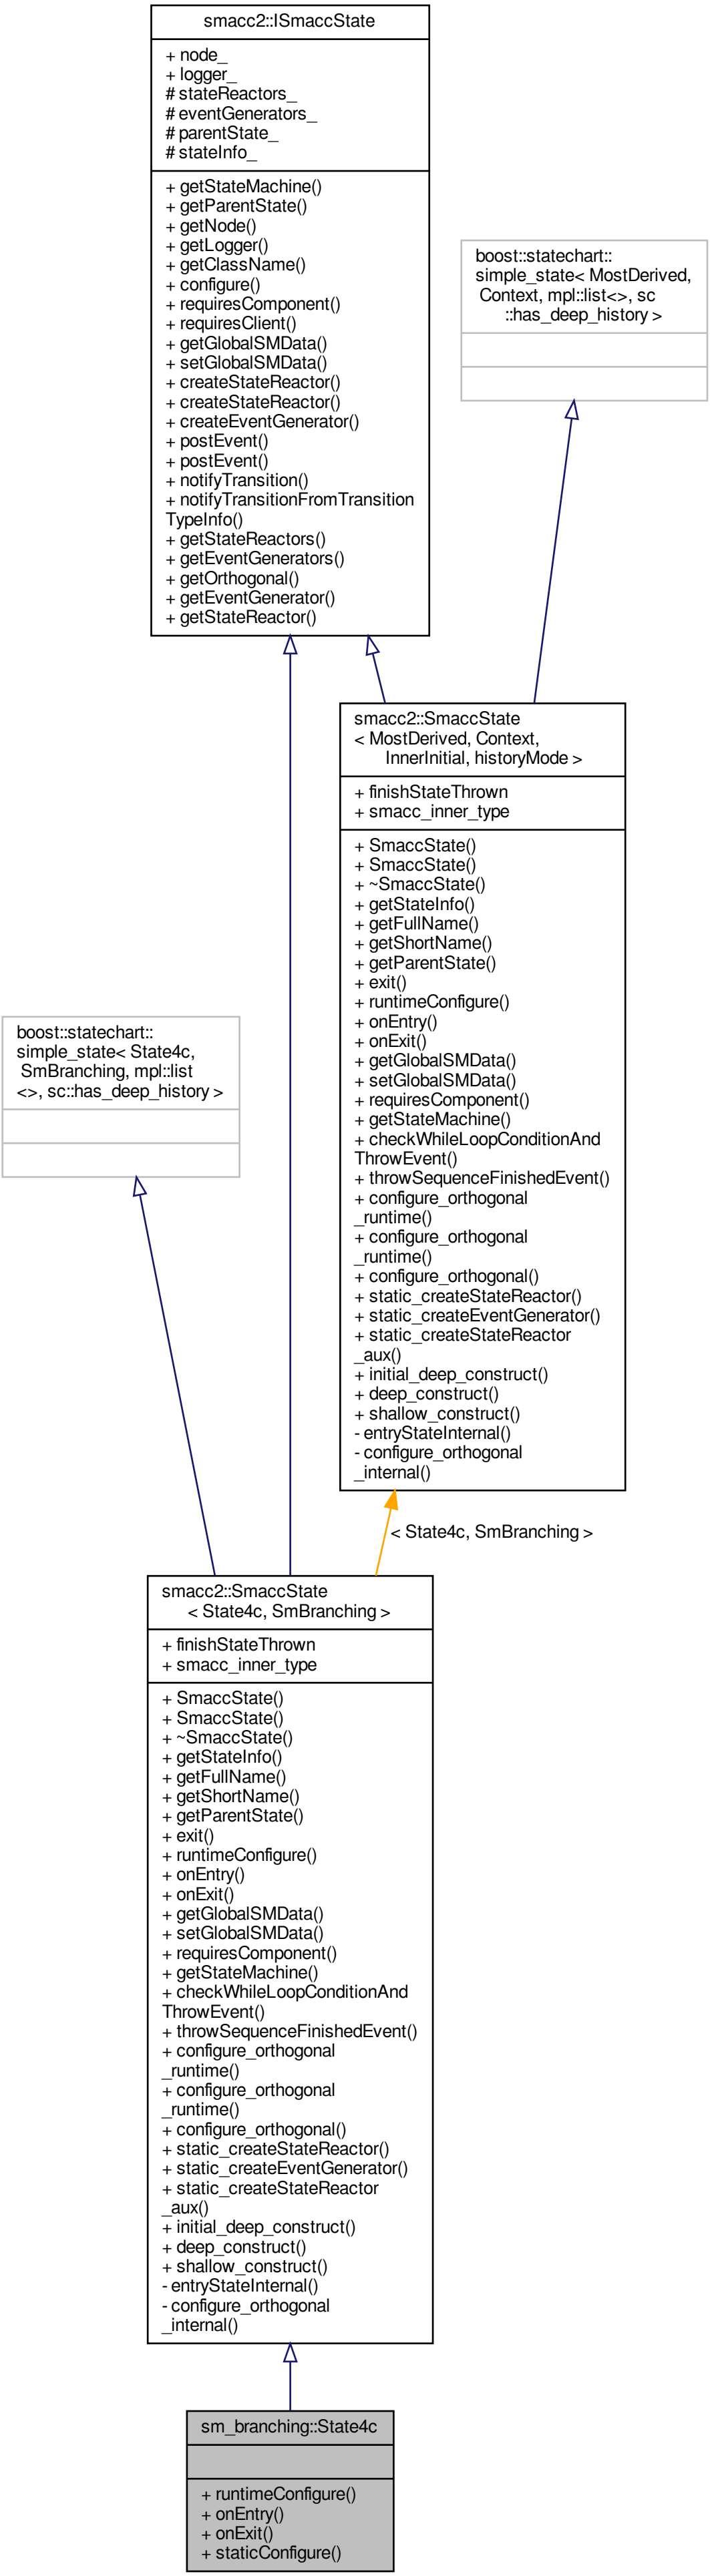 smacc2::ISmaccState
+ node_
+ logger_
# stateReactors_
# eventGenerators_
# parentState_
# stateInfo_
+ getStateMachine()
+ getParentState()
+ getNode()
+ getLogger()
+ getClassName()
+ configure()
+ requiresComponent()
+ requiresClient()
+ getGlobalSMData()
+ setGlobalSMData()
+ createStateReactor()
+ createStateReactor()
+ createEventGenerator()
+ postEvent()
+ postEvent()
+ notifyTransition()
+ notifyTransitionFromTransition
TypeInfo()
+ getStateReactors()
+ getEventGenerators()
+ getOrthogonal()
+ getEventGenerator()
+ getStateReactor()
boost::statechart::
simple_state< MostDerived,
Context, mpl::list<>, sc
::has_deep_history >
smacc2::SmaccState
< MostDerived, Context,
InnerInitial, historyMode >
+ finishStateThrown
+ smacc_inner_type
+ SmaccState()
+ SmaccState()
+ ~SmaccState()
+ getStateInfo()
+ getFullName()
+ getShortName()
+ getParentState()
+ exit()
+ runtimeConfigure()
+ onEntry()
+ onExit()
+ getGlobalSMData()
+ setGlobalSMData()
+ requiresComponent()
+ getStateMachine()
+ checkWhileLoopConditionAnd
ThrowEvent()
+ throwSequenceFinishedEvent()
+ configure_orthogonal
_runtime()
+ configure_orthogonal
_runtime()
+ configure_orthogonal()
+ static_createStateReactor()
+ static_createEventGenerator()
+ static_createStateReactor
_aux()
+ initial_deep_construct()
+ deep_construct()
+ shallow_construct()
- entryStateInternal()
- configure_orthogonal
_internal()
boost::statechart::
simple_state< State4c,
SmBranching, mpl::list
<>, sc::has_deep_history >
< State4c, SmBranching >
smacc2::SmaccState
< State4c, SmBranching >
+ finishStateThrown
+ smacc_inner_type
+ SmaccState()
+ SmaccState()
+ ~SmaccState()
+ getStateInfo()
+ getFullName()
+ getShortName()
+ getParentState()
+ exit()
+ runtimeConfigure()
+ onEntry()
+ onExit()
+ getGlobalSMData()
+ setGlobalSMData()
+ requiresComponent()
+ getStateMachine()
+ checkWhileLoopConditionAnd
ThrowEvent()
+ throwSequenceFinishedEvent()
+ configure_orthogonal
_runtime()
+ configure_orthogonal
_runtime()
+ configure_orthogonal()
+ static_createStateReactor()
+ static_createEventGenerator()
+ static_createStateReactor
_aux()
+ initial_deep_construct()
+ deep_construct()
+ shallow_construct()
- entryStateInternal()
- configure_orthogonal
_internal()
sm_branching::State4c
+ runtimeConfigure()
+ onEntry()
+ onExit()
+ staticConfigure()